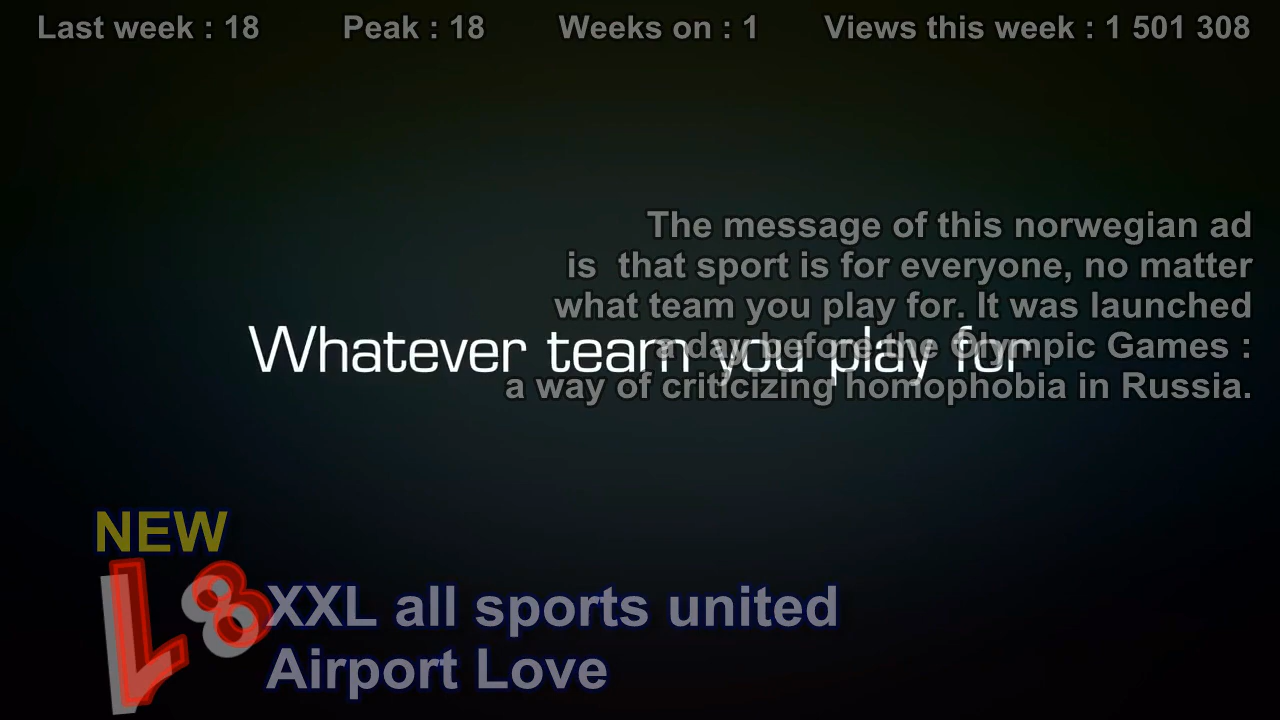 Last week : 18 Peak : 18 Weeks on : 1 Views this week : 1 501 308
The message of this norwegian ad
is that sport is for everyone, no matter
what team you play for. It was launched
a day before the Olympic Games :
a way of criticizing homophobia in Russia.
Whatever team you play for
NEW
18
XXL all sports united
Airport Love